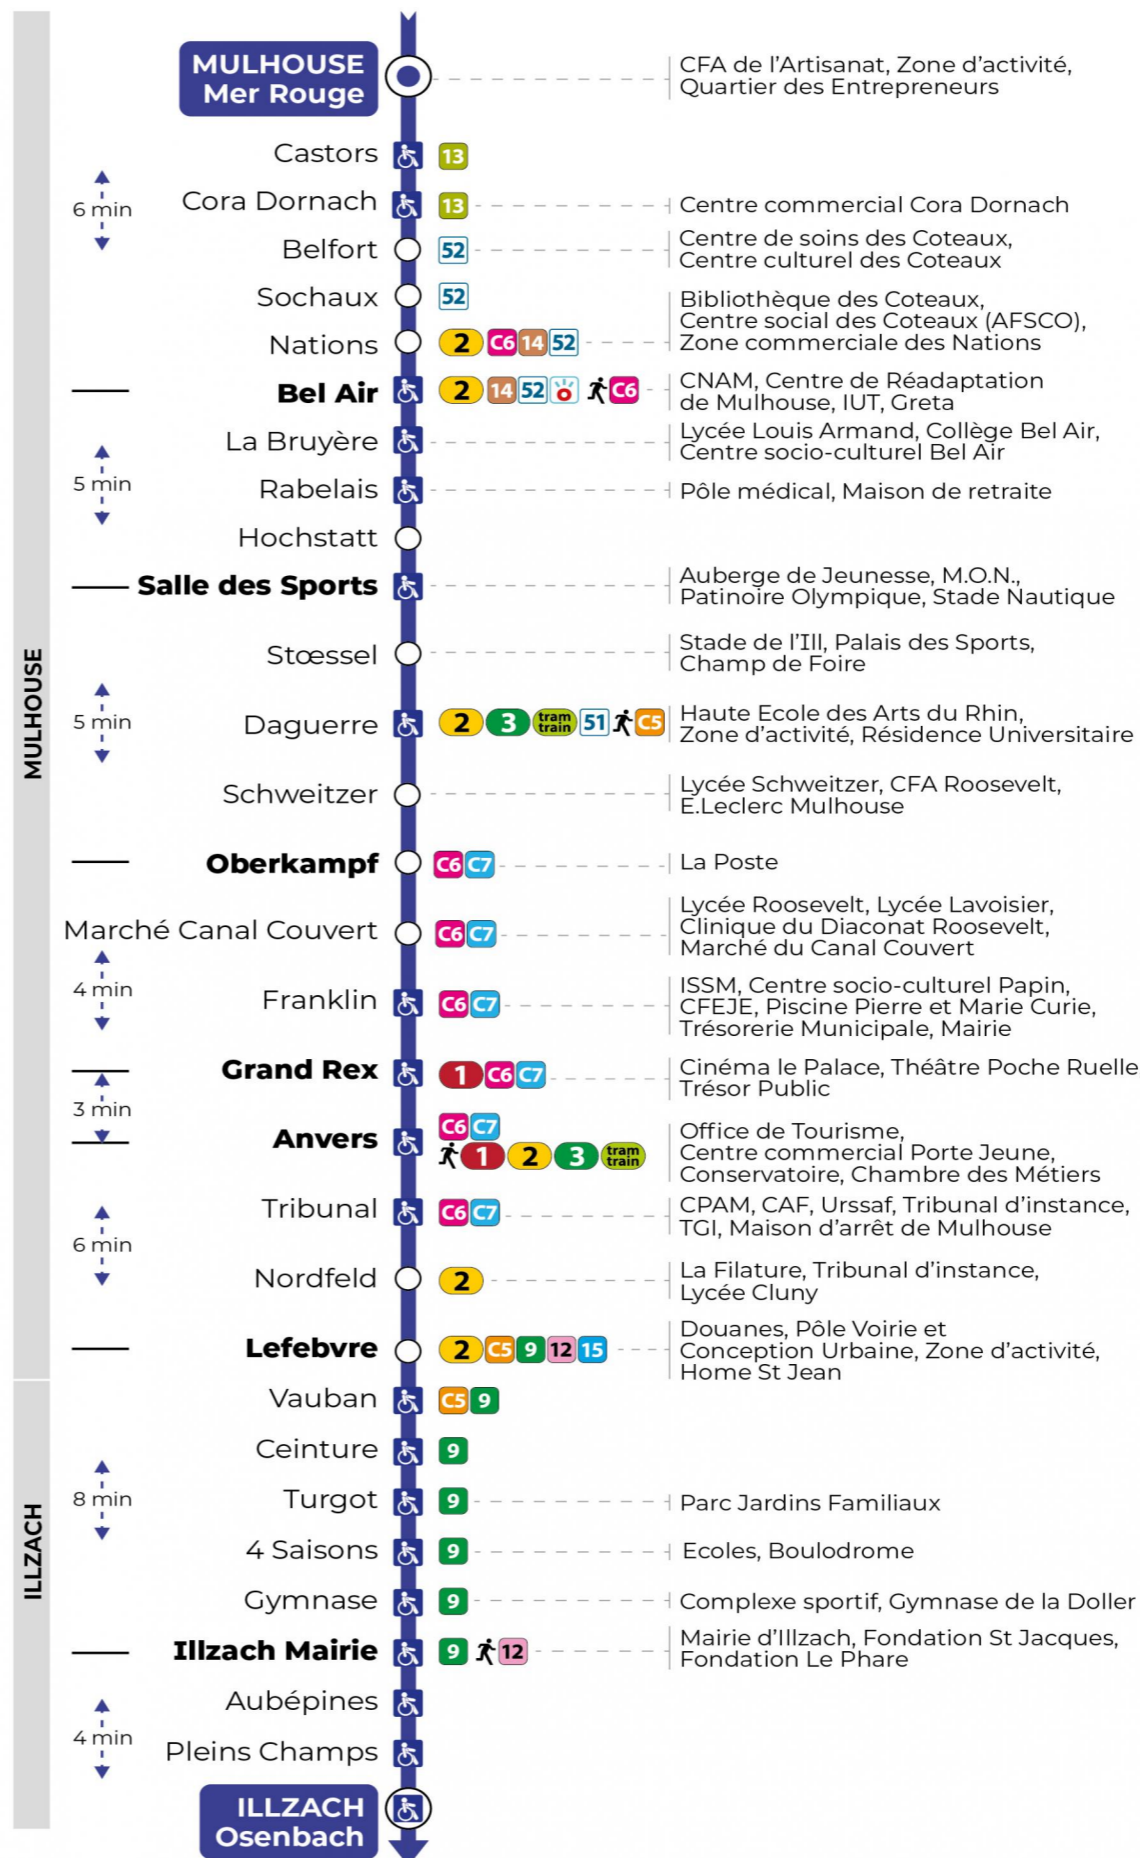 MULHOUSE
Mer Rouge
CFA de l'Artisanat, Zone d'activité,
Quartier des Entrepreneurs
Castors
13
6 min
Cora Dornach
13
Centre commercial Cora Dornach
Belfort
52
Centre de soins des Coteaux,
Centre culturel des Coteaux
Sochaux
52
Nations
2 C6 14 52
Bibliothèque des Coteaux,
Centre social des Coteaux (AFSCO),
Zone commerciale des Nations
Bel Air
2 14 52 C6
CNAM, Centre de Réadaptation
de Mulhouse, IUT, Greta
La Bruyère
Lycée Louis Armand, Collège Bel Air,
Centre socio-culturel Bel Air
5 min
Rabelais
Pôle médical, Maison de retraite
Hochstatt
Salle des Sports
Auberge de Jeunesse, M.O.N.,
Patinoire Olympique, Stade Nautique
Stœssel
Stade de l'Ill, Palais des Sports,
Champ de Foire
MULHOUSE
5 min
Daguerre
2 3 tram
train 51 C5
Haute Ecole des Arts du Rhin,
Zone d'activité, Résidence Universitaire
Schweitzer
Lycée Schweitzer, CFA Roosevelt,
E.Leclerc Mulhouse
Oberkampf
C6 C7
La Poste
Marché Canal Couvert
C6 C7
Lycée Roosevelt, Lycée Lavoisier,
Clinique du Diaconat Roosevelt,
Marché du Canal Couvert
4 min
Franklin
C6 C7
ISSM, Centre socio-culturel Papin,
CFEJE, Piscine Pierre et Marie Curie,
Trésorerie Municipale, Mairie
Grand Rex
1 C6 C7
Cinéma le Palace, Théâtre Poche Ruelle
Trésor Public
3 min
Anvers
C6 C7
1 2 3 tram
train
Office de Tourisme,
Centre commercial Porte Jeune,
Conservatoire, Chambre des Métiers
Tribunal
C6 C7
CPAM, CAF, Urssaf, Tribunal d'instance,
TGI, Maison d'arrêt de Mulhouse
6 min
Nordfeld
2
La Filature, Tribunal d'instance,
Lycée Cluny
Lefebvre
2 C5 9 12 15
Douanes, Pôle Voirie et
Conception Urbaine, Zone d'activité,
Home St Jean
Vauban
C5 9
Ceinture
9
8 min
Turgot
9
Parc Jardins Familiaux
ILLZACH
4 Saisons
9
Ecoles, Boulodrome
Gymnase
9
Complexe sportif, Gymnase de la Doller
Illzach Mairie
9 12
Mairie d'Illzach, Fondation St Jacques,
Fondation Le Phare
Aubépines
4 min
Pleins Champs
ILLZACH
Osenbach